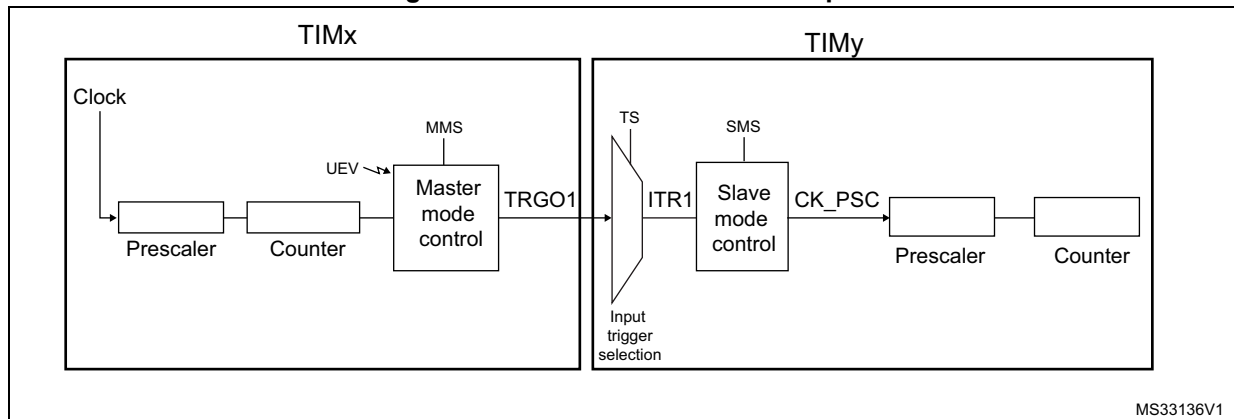 TIMx
TIMy
Clock
MMS
TS
SMS
UEV
Master
mode
control
TRGO1
ITR1
Slave
mode
control
CK_PSC
Prescaler
Counter
Prescaler
Counter
Input
trigger
selection
MS33136V1